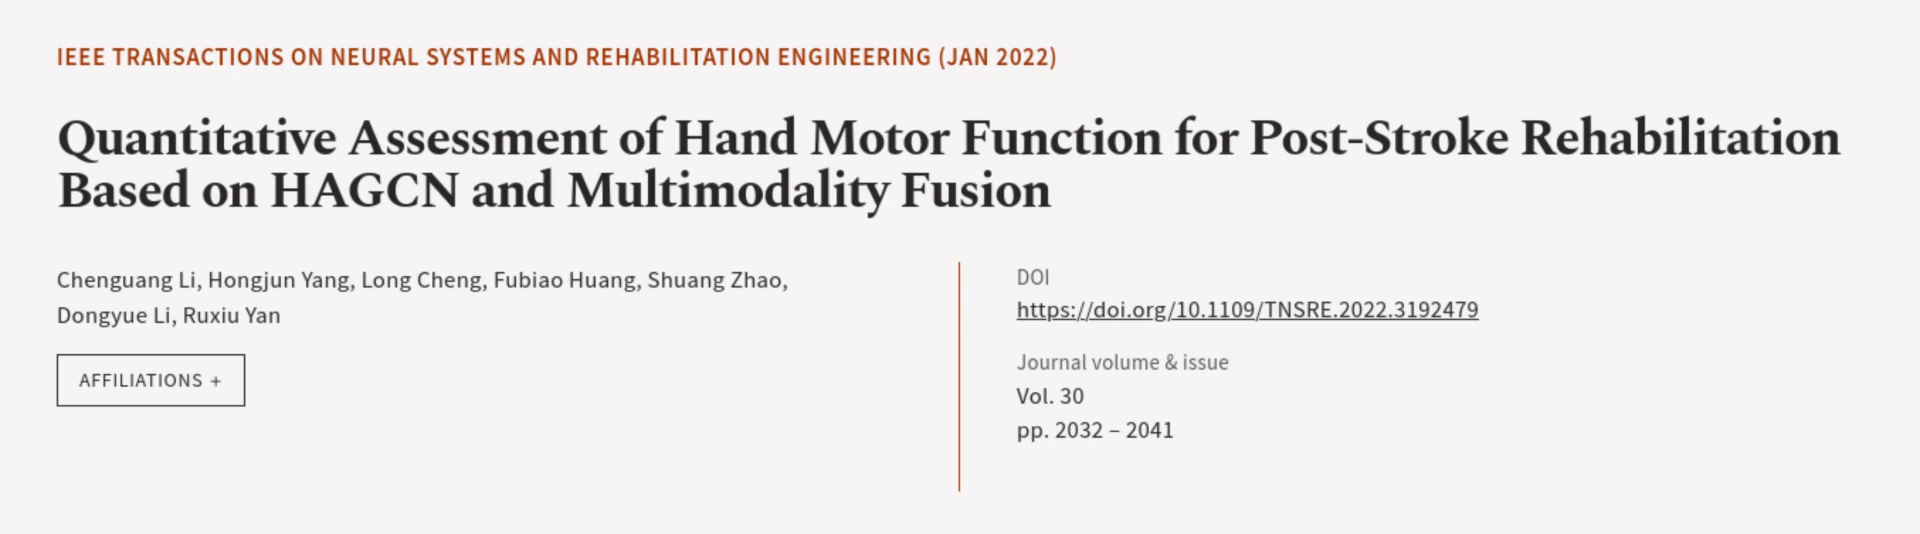 IEEE TRANSACTIONS ON NEURAL SYSTEMS AND REHABILITATION ENGINEERING (JAN 2022)
Quantitative Assessment of Hand Motor Function for Post-Stroke Rehabilitation
Based on HAGCN and Multimodality Fusion
Chenguang Li, Hongjun Yang, Long Cheng, Fubiao Huang, Shuang Zhao,
Dongyue Li, Ruxiu Yan
AFFILIATIONS +
DOI
https://doi.org/10.1109/TNSRE.2022.3192479
Journal volume & issue
Vol. 30
pp. 2032 – 2041